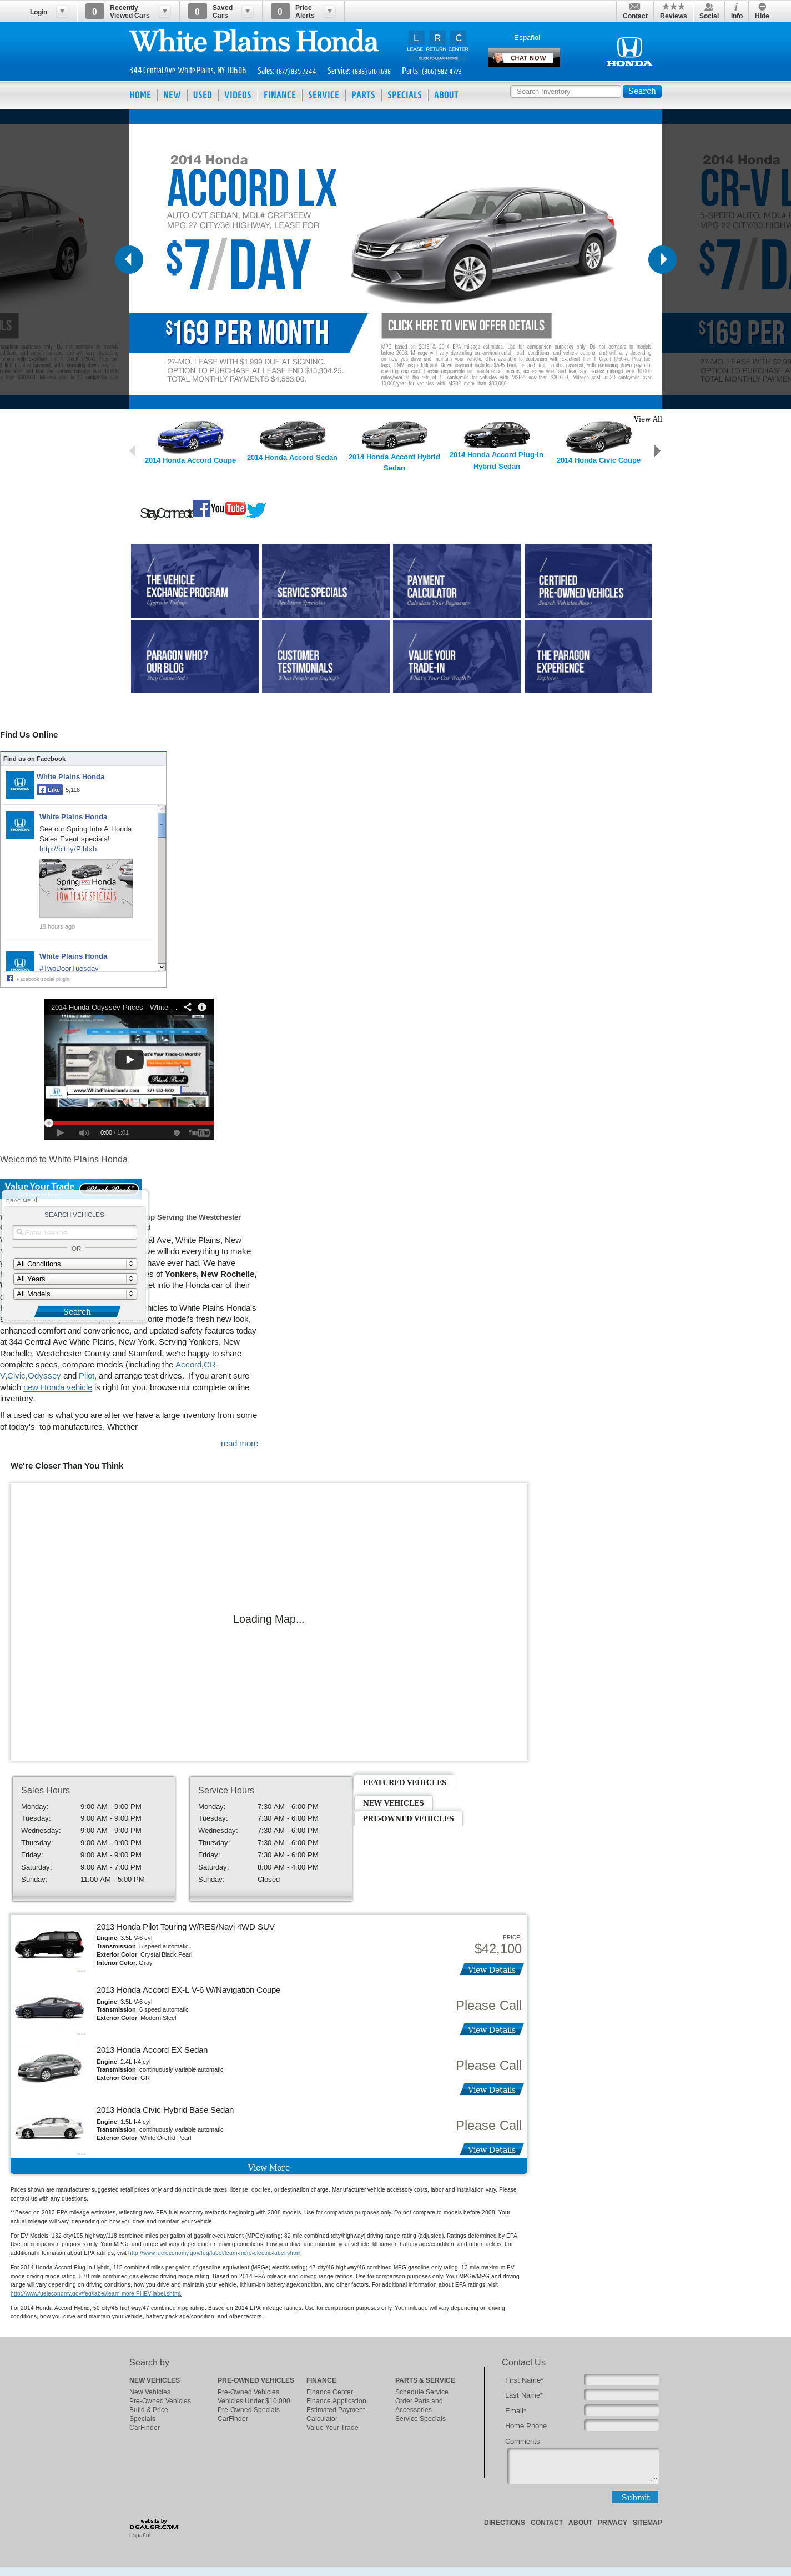 Login
0 Recently Viewed Cars
0 Saved Cars
0 Price Alerts
Contact
Reviews
Social
Info
Hide
White Plains Honda
L R C
LEASE RETURN CENTER
CLICK TO LEARN MORE
Español
CHAT NOW
HONDA
344 Central Ave White Plains, NY 10606
Sales: (877) 835-7244
Service: (888) 616-1698
Parts: (866) 982-4773
HOME
NEW
USED
VIDEOS
FINANCE
SERVICE
PARTS
SPECIALS
ABOUT
Search Inventory
Search
2014 Honda
ACCORD LX
AUTO CVT SEDAN, MDL# CR2F3EEW
MPG 27 CITY/36 HIGHWAY, LEASE FOR
$7/DAY
$169 PER MONTH
CLICK HERE TO VIEW OFFER DETAILS
27-MO. LEASE WITH $1,999 DUE AT SIGNING.
OPTION TO PURCHASE AT LEASE END $15,304.25.
TOTAL MONTHLY PAYMENTS $4,563.00.
MPG based on 2013 & 2014 EPA mileage estimates. Use for comparison purposes only. Do not compare to models
before 2008.
2014 Honda
CR-V L
5-SPEED AUTO, MDL#
MPG 22 CITY/30
$7/
$169 PER
View All
2014 Honda Accord Coupe
2014 Honda Accord Sedan
2014 Honda Accord Hybrid Sedan
2014 Honda Accord Plug-In Hybrid Sedan
2014 Honda Civic Coupe
Stay Connected
You Tube
THE VEHICLE
EXCHANGE PROGRAM
Upgrade Today ›
SERVICE SPECIALS
PAYMENT
CALCULATOR
Calculate Your Payment ›
CERTIFIED
PRE-OWNED VEHICLES
Search Vehicles Now ›
PARAGON WHO?
OUR BLOG
Stay Connected ›
CUSTOMER
TESTIMONIALS
What People are Saying ›
VALUE YOUR
TRADE-IN
What's Your Car Worth? ›
THE PARAGON
EXPERIENCE
Explore ›
Find Us Online
Find us on Facebook
White Plains Honda
Like 5,116
White Plains Honda
See our Spring Into A Honda
Sales Event specials!
http://bit.ly/PjhIxb
Spring Honda
LOW LEASE SPECIALS
19 hours ago
White Plains Honda
#TwoDoorTuesday
Facebook social plugin
2014 Honda Odyssey Prices - White ...
What's Your Trade-In Worth?
Black Book
www.WhitePlainsHonda.com 877-553-9292
0:00 / 1:01
YouTube
Welcome to White Plains Honda
Value Your Trade
Black Book
DRAG ME
SEARCH VEHICLES
Enter Vehicle
OR
All Conditions
All Years
All Models
Search
ip Serving the Westchester
al Ave, White Plains, New
we will do everything to make
have ever had. We have
es of Yonkers, New Rochelle,
et into the Honda car of their
hicles to White Plains Honda's
orite model's fresh new look,
enhanced comfort and convenience, and updated safety features today
at 344 Central Ave White Plains, New York. Serving Yonkers, New
Rochelle, Westchester County and Stamford, we're happy to share
complete specs, compare models (including the Accord,CR-
V,Civic,Odyssey and Pilot, and arrange test drives. If you aren't sure
which new Honda vehicle is right for you, browse our complete online
inventory.
If a used car is what you are after we have a large inventory from some
of today's top manufactures. Whether
read more
We're Closer Than You Think
Loading Map...
Sales Hours
Monday: 9:00 AM - 9:00 PM
Tuesday: 9:00 AM - 9:00 PM
Wednesday: 9:00 AM - 9:00 PM
Thursday: 9:00 AM - 9:00 PM
Friday: 9:00 AM - 9:00 PM
Saturday: 9:00 AM - 7:00 PM
Sunday: 11:00 AM - 5:00 PM
Service Hours
Monday: 7:30 AM - 6:00 PM
Tuesday: 7:30 AM - 6:00 PM
Wednesday: 7:30 AM - 6:00 PM
Thursday: 7:30 AM - 6:00 PM
Friday: 7:30 AM - 6:00 PM
Saturday: 8:00 AM - 4:00 PM
Sunday: Closed
FEATURED VEHICLES
NEW VEHICLES
PRE-OWNED VEHICLES
2013 Honda Pilot Touring W/RES/Navi 4WD SUV
Engine: 3.5L V-6 cyl
Transmission: 5 speed automatic
Exterior Color: Crystal Black Pearl
Interior Color: Gray
PRICE:
$42,100
View Details
2013 Honda Accord EX-L V-6 W/Navigation Coupe
Engine: 3.5L V-6 cyl
Transmission: 6 speed automatic
Exterior Color: Modern Steel
Please Call
View Details
2013 Honda Accord EX Sedan
Engine: 2.4L I-4 cyl
Transmission: continuously variable automatic
Exterior Color: GR
Please Call
View Details
2013 Honda Civic Hybrid Base Sedan
Engine: 1.5L I-4 cyl
Transmission: continuously variable automatic
Exterior Color: White Orchid Pearl
Please Call
View Details
View More
Prices shown are manufacturer suggested retail prices only and do not include taxes, license, doc fee, or destination charge. Manufacturer vehicle accessory costs, labor and installation vary. Please
contact us with any questions.
**Based on 2013 EPA mileage estimates, reflecting new EPA fuel economy methods beginning with 2008 models. Use for comparison purposes only. Do not compare to models before 2008. Your
actual mileage will vary, depending on how you drive and maintain your vehicle.
For EV Models, 132 city/105 highway/118 combined miles per gallon of gasoline-equivalent (MPGe) rating; 82 mile combined (city/highway) driving range rating (adjusted). Ratings determined by EPA.
Use for comparison purposes only. Your MPGe and range will vary depending on driving conditions, how you drive and maintain your vehicle, lithium-ion battery age/condition, and other factors. For
additional information about EPA ratings, visit http://www.fueleconomy.gov/feg/label/learn-more-electric-label.shtml.
For 2014 Honda Accord Plug-In Hybrid, 115 combined miles per gallon of gasoline-equivalent (MPGe) electric rating; 47 city/46 highway/46 combined MPG gasoline only rating. 13 mile maximum EV
mode driving range rating. 570 mile combined gas-electric driving range rating. Based on 2014 EPA mileage and driving range ratings. Use for comparison purposes only. Your MPGe/MPG and driving
range will vary depending on driving conditions, how you drive and maintain your vehicle, lithium-ion battery age/condition, and other factors. For additional information about EPA ratings, visit
http://www.fueleconomy.gov/feg/label/learn-more-PHEV-label.shtml.
For 2014 Honda Accord Hybrid, 50 city/45 highway/47 combined mpg rating. Based on 2014 EPA mileage ratings. Use for comparison purposes only. Your mileage will vary depending on driving
conditions, how you drive and maintain your vehicle, battery-pack age/condition, and other factors.
Search by
NEW VEHICLES
New Vehicles
Pre-Owned Vehicles
Build & Price
Specials
CarFinder
PRE-OWNED VEHICLES
Pre-Owned Vehicles
Vehicles Under $10,000
Pre-Owned Specials
CarFinder
FINANCE
Finance Center
Finance Application
Estimated Payment
Calculator
Value Your Trade
PARTS & SERVICE
Schedule Service
Order Parts and
Accessories
Service Specials
Contact Us
First Name*
Last Name*
Email*
Home Phone
Comments
Submit
website by
DEALER.COM
Español
DIRECTIONS
CONTACT
ABOUT
PRIVACY
SITEMAP